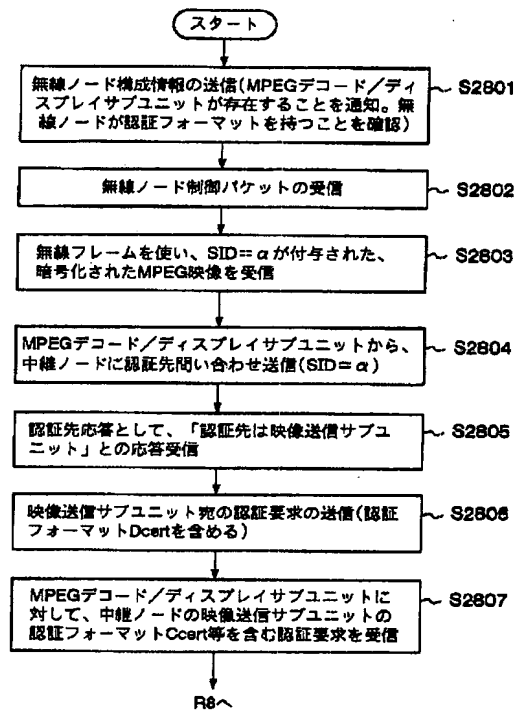 スタート
無線ノード構成情報の送信(MPEGデコード/ディ
スプレイサブユニットが存在することを通知。無
線ノードが認証フォーマットを持つことを確認)
S2801
無線ノード制御パケットの受信
S2802
無線フレームを使い、SID=αが付与された、
暗号化されたMPEG映像を受信
S2803
MPEGデコード/ディスプレイサブユニットから、
中継ノードに認証先問い合わせ送信(SID=α)
S2804
認証先応答として、「認証先は映像送信サブユ
ニット」との応答受信
S2805
映像送信サブユニット宛の認証要求の送信(認証
フォーマットDcertを含める)
S2806
MPEGデコード/ディスプレイサブユニットに
対して、中継ノードの映像送信サブユニットの
認証フォーマットCcert等を含む認証要求を受信
S2807
R8へ